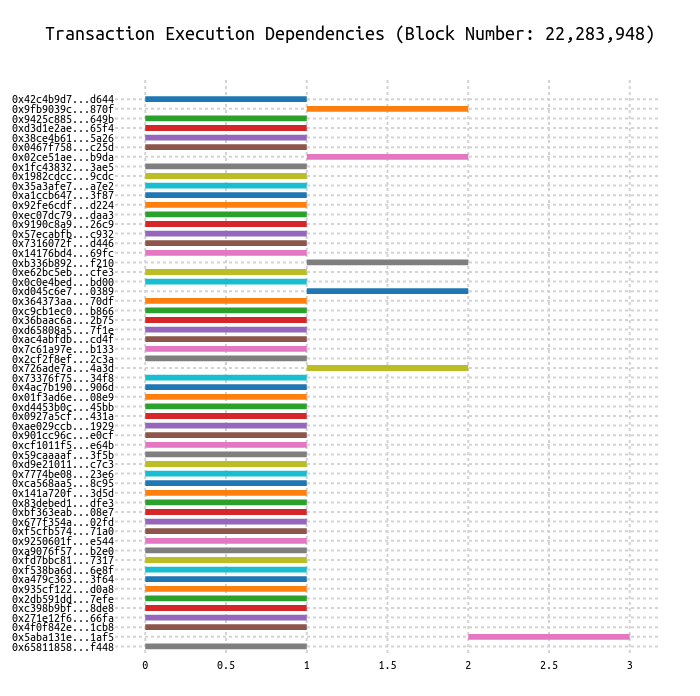 Transaction Execution Dependencies (Block Number: 22,283,948)
0x42c4b9d7...d644
0x9fb9039c...870f
0x9425c885...649b
0xd3d1e2ae...65f4
0x38ce4b61...5a26
0x0467f758...c25d
0x02ce51ae...b9da
0x1fc43832...3ae5
0x1982cdcc...9cdc
0x35a3afe7...a7e2
0xa1ccb647...3f87
0x92fe6cdf...d224
0xec07dc79...daa3
0x9190c8a9...26c9
0x57ecabfb...c932
0x7316072f...d446
0x14176bd4...69fc
0xb336b892...f210
0xe62bc5eb...cfe3
0x0c0e4bed...bd00
0xd045c6e7...0389
0x364373aa...70df
0xc9cb1ec0...b866
0x36baac6a...2b75
0xd65808a5...7f1e
0xac4abfdb...cd4f
0x7c61a97e...b133
0x2cf2f8ef...2c3a
0x726ade7a...4a3d
0x73376f75...34f8
0x4ac7b190...906d
0x01f3ad6e...08e9
0xd4453b0c...45bb
0x0927a5cf...431a
0xae029ccb...1929
0x901cc96c...e0cf
0xcf1011f5...e64b
0x59caaaaf...3f5b
0xd9e21011...c7c3
0x7774be08...23e6
0xca568aa5...8c95
0x141a720f...3d5d
0x83debed1...dfe3
0xbf363eab...08e7
0x677f354a...02fd
0xf5cfb574...71a0
0x9250601f...e544
0xa9076f57...b2e0
0xfd7bbc81...7317
0xf538ba6d...6e8f
0xa479c363...3f64
0x935cf122...d0a8
0x2db591dd...7efe
0xc398b9bf...8de8
0x271e12f6...66fa
0x4f0f842e...1cb8
0x5aba131e...1af5
0x65811858...f448
0 0.5 1 1.5 2 2.5 3